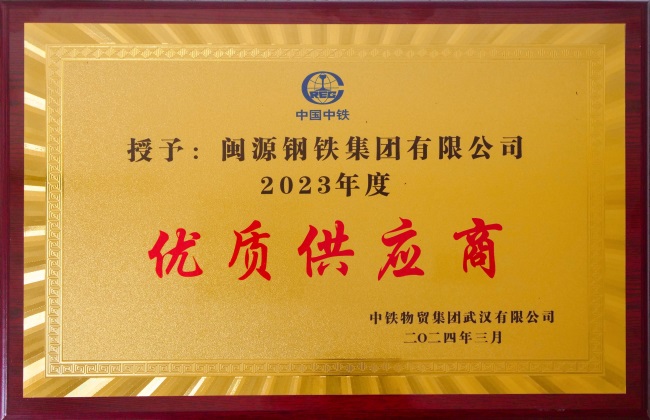 CREC
中国中铁
授予：闽源钢铁集团有限公司
2023年度
优质供应商
中铁物贸集团武汉有限公司
二〇二四年三月